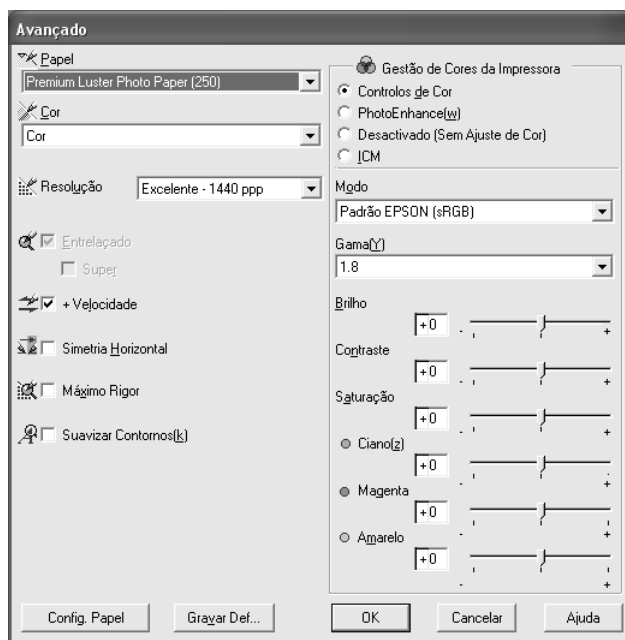 Avançado
Papel
Premium Luster Photo Paper (250)
Cor
Cor
Resolução Excelente - 1440 ppp
Entrelaçado
Super
+ Velocidade
Simetria Horizontal
Máximo Rigor
Suavizar Contornos(k)
Gestão de Cores da Impressora
Controlos de Cor
PhotoEnhance(w)
Desactivado (Sem Ajuste de Cor)
ICM
Modo
Padrão EPSON (sRGB)
Gama(Y)
1.8
Brilho
+0 - +
Contraste
+0 - +
Saturação
+0 - +
Ciano(z)
+0 - +
Magenta
+0 - +
Amarelo
+0 - +
Config. Papel Gravar Def... OK Cancelar Ajuda